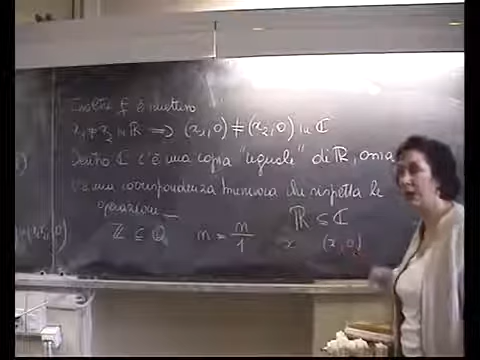 Inoltre f è iniettiva
x₁ ≠ x₂ in ℝ ⟹ (x₁, 0) ≠ (x₂, 0) in ℂ
Dentro ℂ c'è una copia "uguale" di ℝ, ossia
c'è una corrispondenza biunivoca che rispetta le
operazioni
ℝ ⊆ ℂ
ℤ ⊆ ℚ n = n/1 x (x, 0)